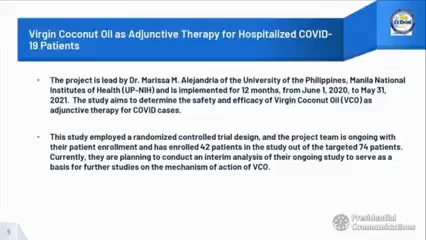 Virgin Coconut Oil as Adjunctive Therapy for Hospitalized COVID-
19 Patients
The project is lead by Dr. Marissa M. Alejandria of the University of the Philippines, Manila National
Institutes of Health (UP-NIH) and is implemented for 12 months, from June 1, 2020, to May 31,
2021. The study aims to determine the safety and efficacy of Virgin Coconut Oil (VCO) as
adjunctive therapy for COVID cases.
This study employed a randomized controlled trial design, and the project team is ongoing with
their patient enrollment and has enrolled 42 patients in the study out of the targeted 74 patients.
Currently, they are planning to conduct an interim analysis of their ongoing study to serve as a
basis for further studies on the mechanism of action of VCO.
5
Presidential
Communications